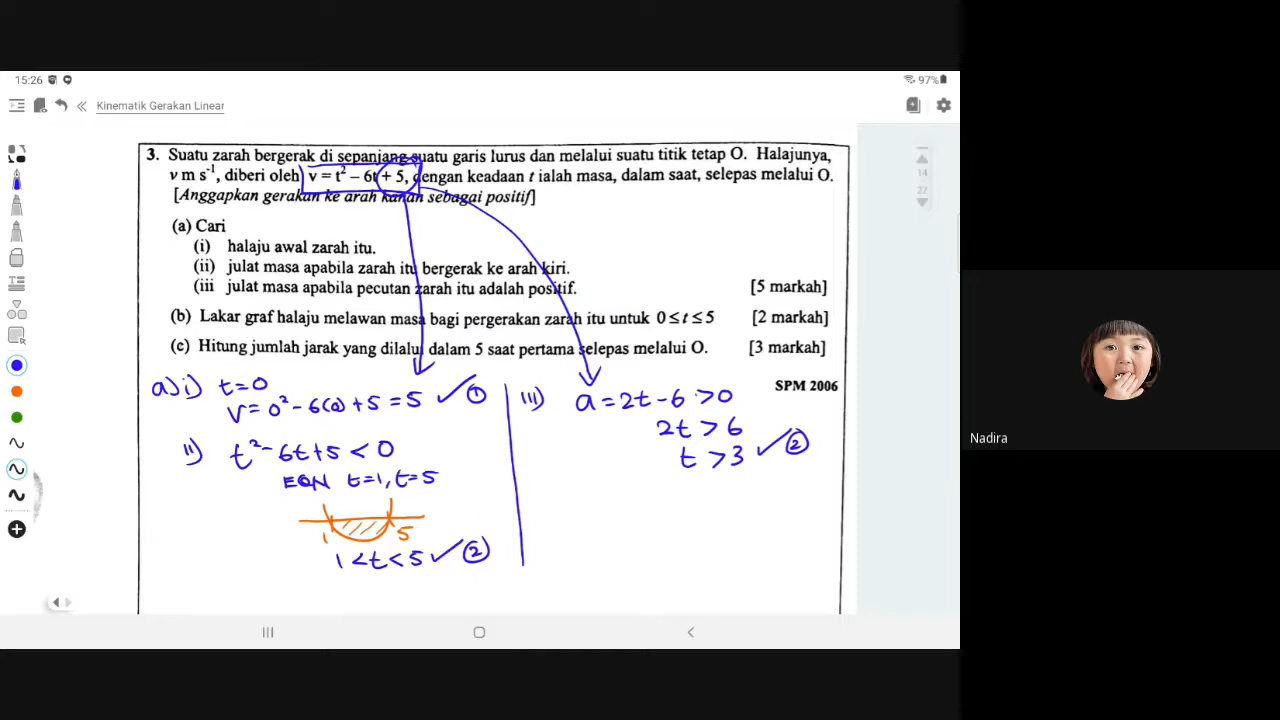 15:26 97%
Kinematik Gerakan Linear
3. Suatu zarah bergerak di sepanjang suatu garis lurus dan melalui suatu titik tetap O. Halajunya,
v m s⁻¹, diberi oleh v = t² – 6t + 5, dengan keadaan t ialah masa, dalam saat, selepas melalui O.
[Anggapkan gerakan ke arah kanan sebagai positif]
(a) Cari
(i) halaju awal zarah itu.
(ii) julat masa apabila zarah itu bergerak ke arah kiri.
(iii julat masa apabila pecutan zarah itu adalah positif. [5 markah]
(b) Lakar graf halaju melawan masa bagi pergerakan zarah itu untuk 0 ≤ t ≤ 5 [2 markah]
(c) Hitung jumlah jarak yang dilalui dalam 5 saat pertama selepas melalui O. [3 markah]
SPM 2006
a) i) t=0
v = 0² - 6(0) + 5 = 5 ✓ ①
ii) t² - 6t + 5 < 0
EQN t=1, t=5
1 5
1 < t < 5 ✓ ②
iii) a = 2t - 6 > 0
2t > 6
t > 3 ✓ ②
14
27
Nadira